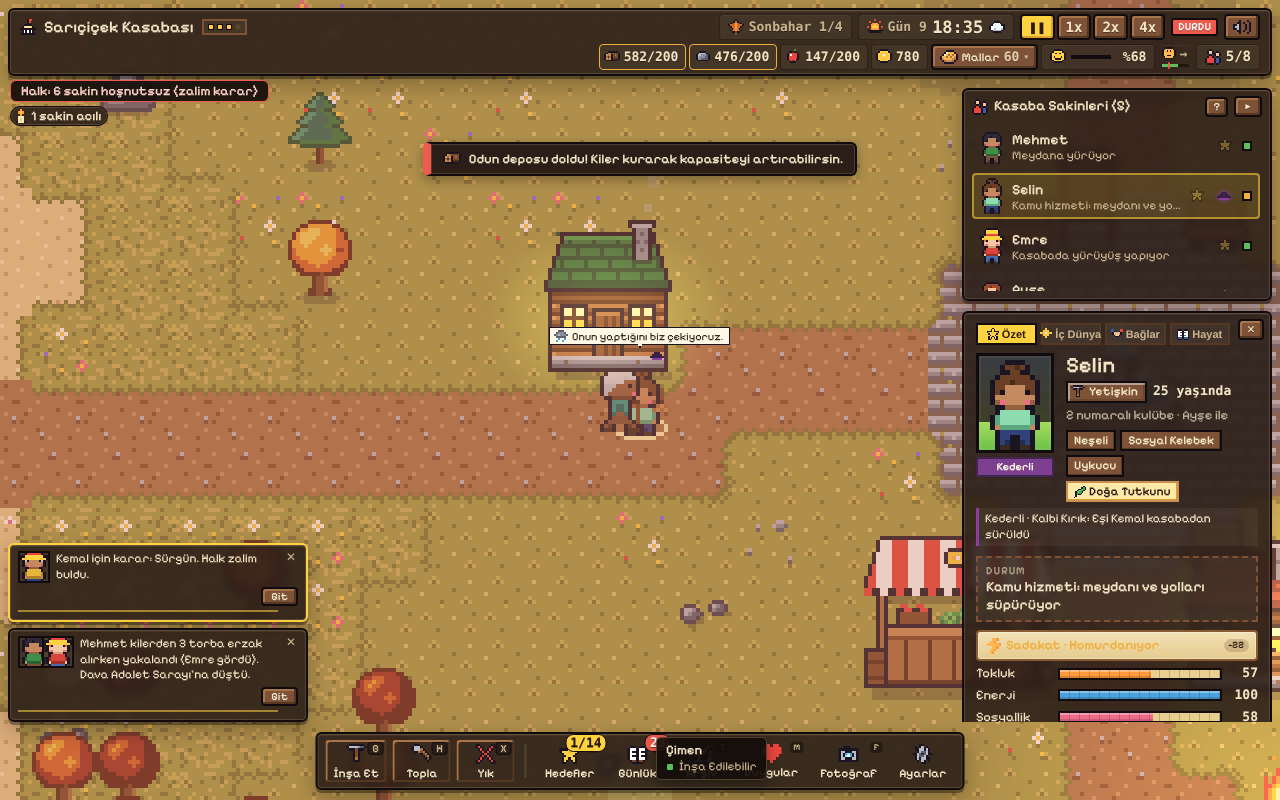 Sarıçiçek Kasabası
Sonbahar 1/4
Gün 9 18:35
1x
2x
4x
DURDU
582/200
476/200
147/200
780
Mallar 60
%68
5/8
Halk: 6 sakin hoşnutsuz (zalim karar)
1 sakin acılı
Odun deposu doldu! Kiler kurarak kapasiteyi artırabilirsin.
Kasaba Sakinleri (8)
?
Mehmet
Meydana yürüyor
Selin
Kamu hizmeti: meydanı ve yo...
Emre
Kasabada yürüyüş yapıyor
Ayşe
Onun yaptığını biz çekiyoruz.
Özet
İç Dünya
Bağlar
Hayat
Selin
Yetişkin 25 yaşında
2 numaralı kulübe · Ayşe ile
Neşeli
Sosyal Kelebek
Uykucu
Doğa Tutkunu
Kederli
Kederli · Kalbi Kırık: Eşi Kemal kasabadan
sürüldü
DURUM
Kamu hizmeti: meydanı ve yolları
süpürüyor
Sadakat · Homurdanıyor
Tokluk 57
Enerji 100
Sosyallik 58
Kemal için karar: Sürgün. Halk zalim
buldu.
Git
Mehmet kilerden 3 torba erzak
alırken yakalandı (Emre gördü).
Dava Adalet Sarayı'na düştü.
Git
İnşa Et
G
Topla
H
Yık
X
Hedefler
1/14
Günlük
2
Çimen
İnşa Edilebilir
gular
M
Fotoğraf
F
Ayarlar